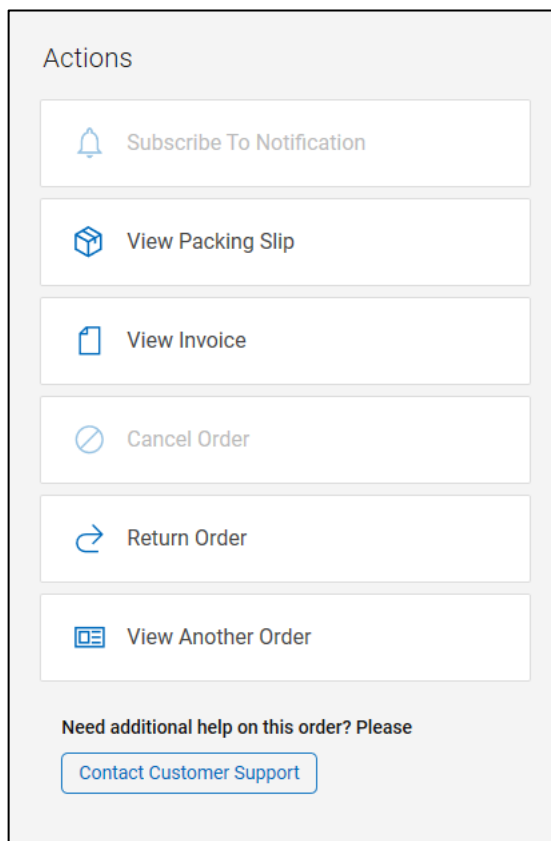 Actions
Subscribe To Notification
View Packing Slip
View Invoice
Cancel Order
Return Order
View Another Order
Need additional help on this order? Please
Contact Customer Support